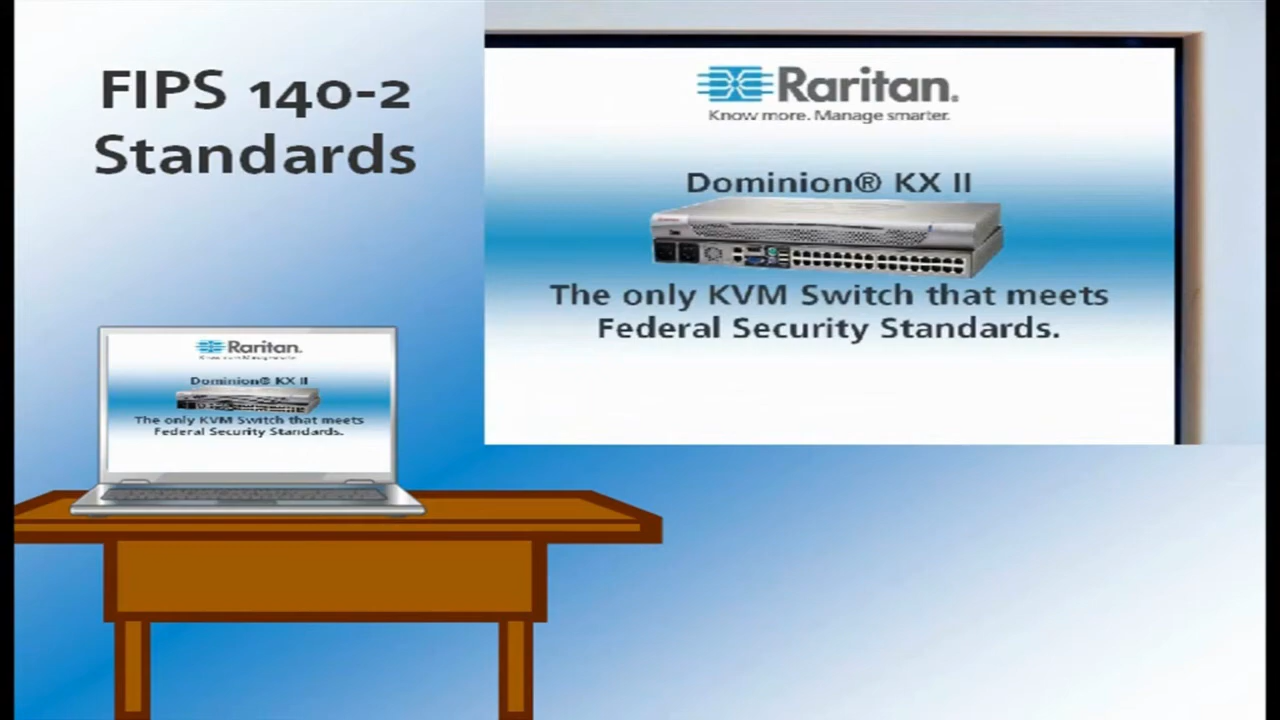 FIPS 140-2
Standards
Raritan.
Know more. Manage smarter.
Dominion® KX II
The only KVM Switch that meets
Federal Security Standards.
Raritan.
Dominion® KX II
The only KVM Switch that meets
Federal Security Standards.